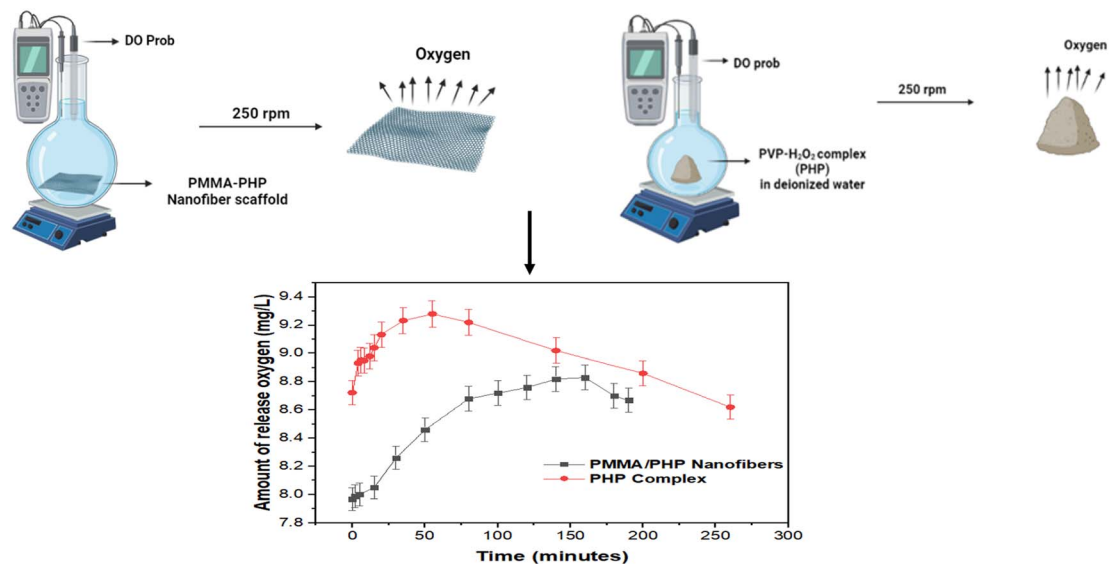 DO Prob
Oxygen
250 rpm
PMMA-PHP
Nanofiber scaffold
DO prob
Oxygen
250 rpm
PVP-H₂O₂ complex
(PHP)
in deionized water
Amount of release oxygen (mg/L)
9.4
9.2
9.0
8.8
8.6
8.4
8.2
8.0
7.8
PMMA/PHP Nanofibers
PHP Complex
0 50 100 150 200 250 300
Time (minutes)